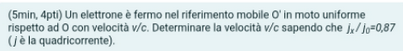 (5min, 4pti) Un elettrone è fermo nel riferimento mobile O' in moto uniforme
rispetto ad O con velocità v/c. Determinare la velocità v/c sapendo che jx/j0=0,87
(j è la quadricorrente).